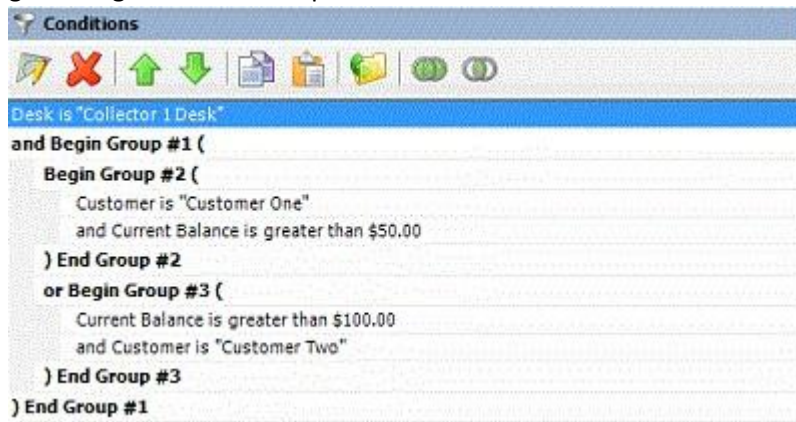 Conditions
Desk is "Collector 1 Desk"
and Begin Group #1 (
Begin Group #2 (
Customer is "Customer One"
and Current Balance is greater than $50.00
) End Group #2
or Begin Group #3 (
Current Balance is greater than $100.00
and Customer is "Customer Two"
) End Group #3
) End Group #1